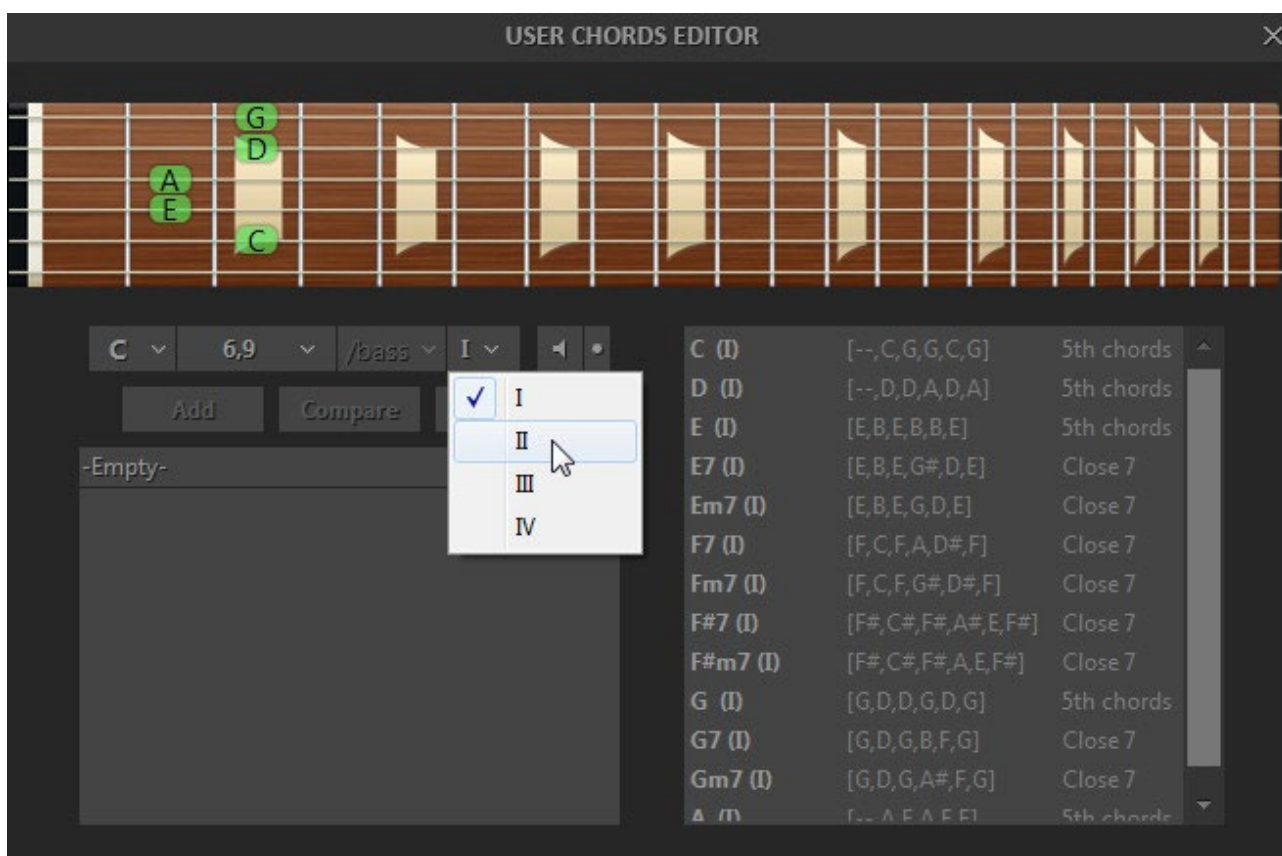 USER CHORDS EDITOR
G
D
A
E
C
C 6,9 /bass I
Add Compare
I
II
III
IV
-Empty-
C (I) [--,C,G,G,C,G] 5th chords
D (I) [--,D,D,A,D,A] 5th chords
E (I) [E,B,E,B,B,E] 5th chords
E7 (I) [E,B,E,G#,D,E] Close 7
Em7 (I) [E,B,E,G,D,E] Close 7
F7 (I) [F,C,F,A,D#,F] Close 7
Fm7 (I) [F,C,F,G#,D#,F] Close 7
F#7 (I) [F#,C#,F#,A#,E,F#] Close 7
F#m7 (I) [F#,C#,F#,A,E,F#] Close 7
G (I) [G,D,D,G,D,G] 5th chords
G7 (I) [G,D,G,B,F,G] Close 7
Gm7 (I) [G,D,G,A#,F,G] Close 7
A (I) 5th chords